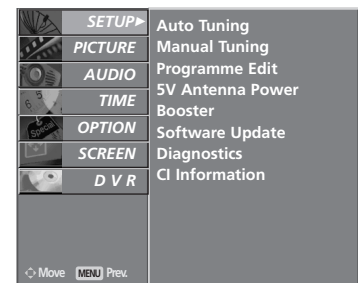 SETUP
PICTURE
AUDIO
TIME
OPTION
SCREEN
D V R
Auto Tuning
Manual Tuning
Programme Edit
5V Antenna Power
Booster
Software Update
Diagnostics
CI Information
Move MENU Prev.